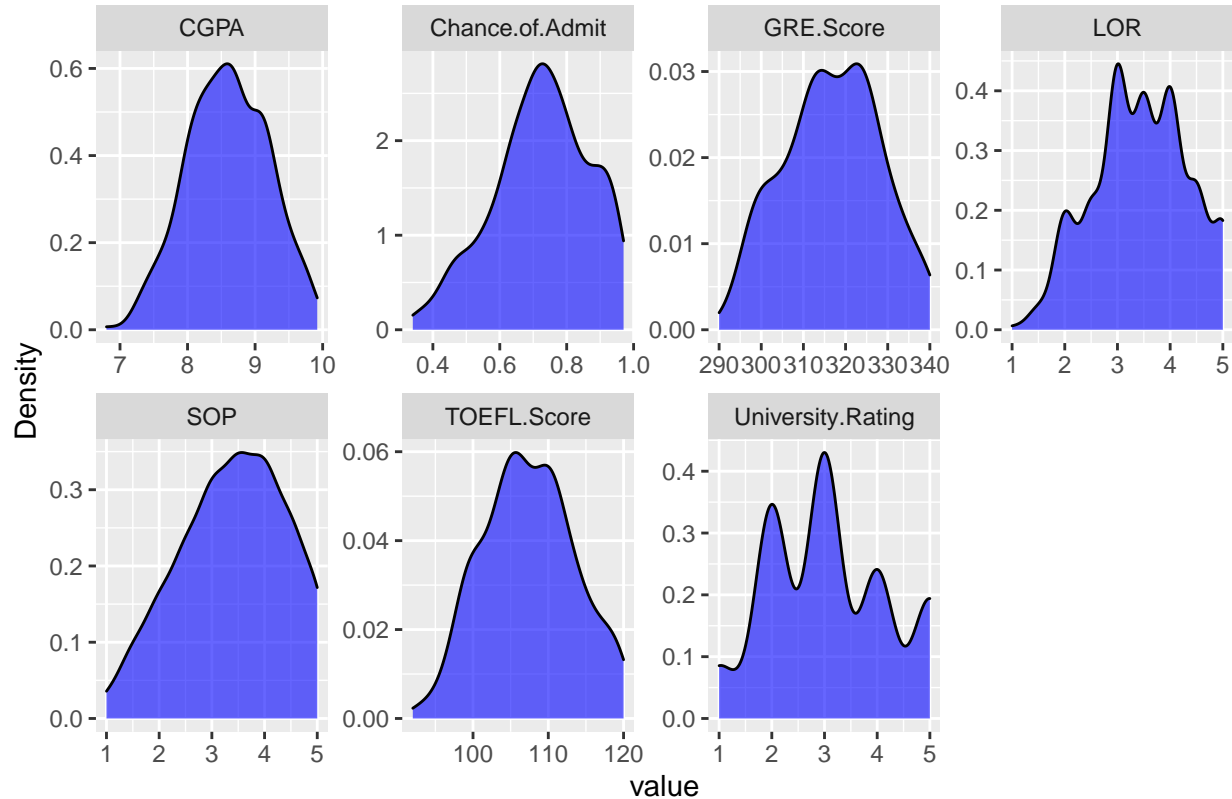 CGPA
Chance.of.Admit
GRE.Score
LOR
0.6
0.4
0.2
0.0
7 8 9 10
2
1
0
0.4 0.6 0.8 1.0
0.03
0.02
0.01
0.00
290 300 310 320 330 340
0.4
0.3
0.2
0.1
0.0
1 2 3 4 5
Density
SOP
TOEFL.Score
University.Rating
0.3
0.2
0.1
0.0
1 2 3 4 5
0.06
0.04
0.02
0.00
100 110 120
0.4
0.3
0.2
0.1
0.0
1 2 3 4 5
value